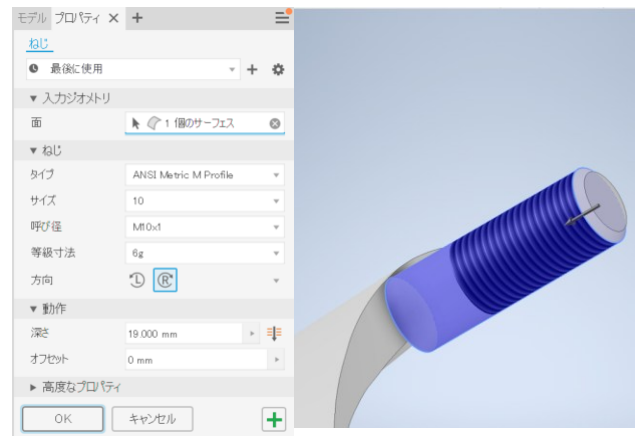 モデル プロパティ × +
ねじ
最後に使用
▼ 入力ジオメトリ
面 1 個のサーフェス
▼ ねじ
タイプ ANSI Metric M Profile
サイズ 10
呼び径 M10x1
等級寸法 6g
方向 L R
▼ 動作
深さ 19.000 mm
オフセット 0 mm
▶ 高度なプロパティ
OK キャンセル